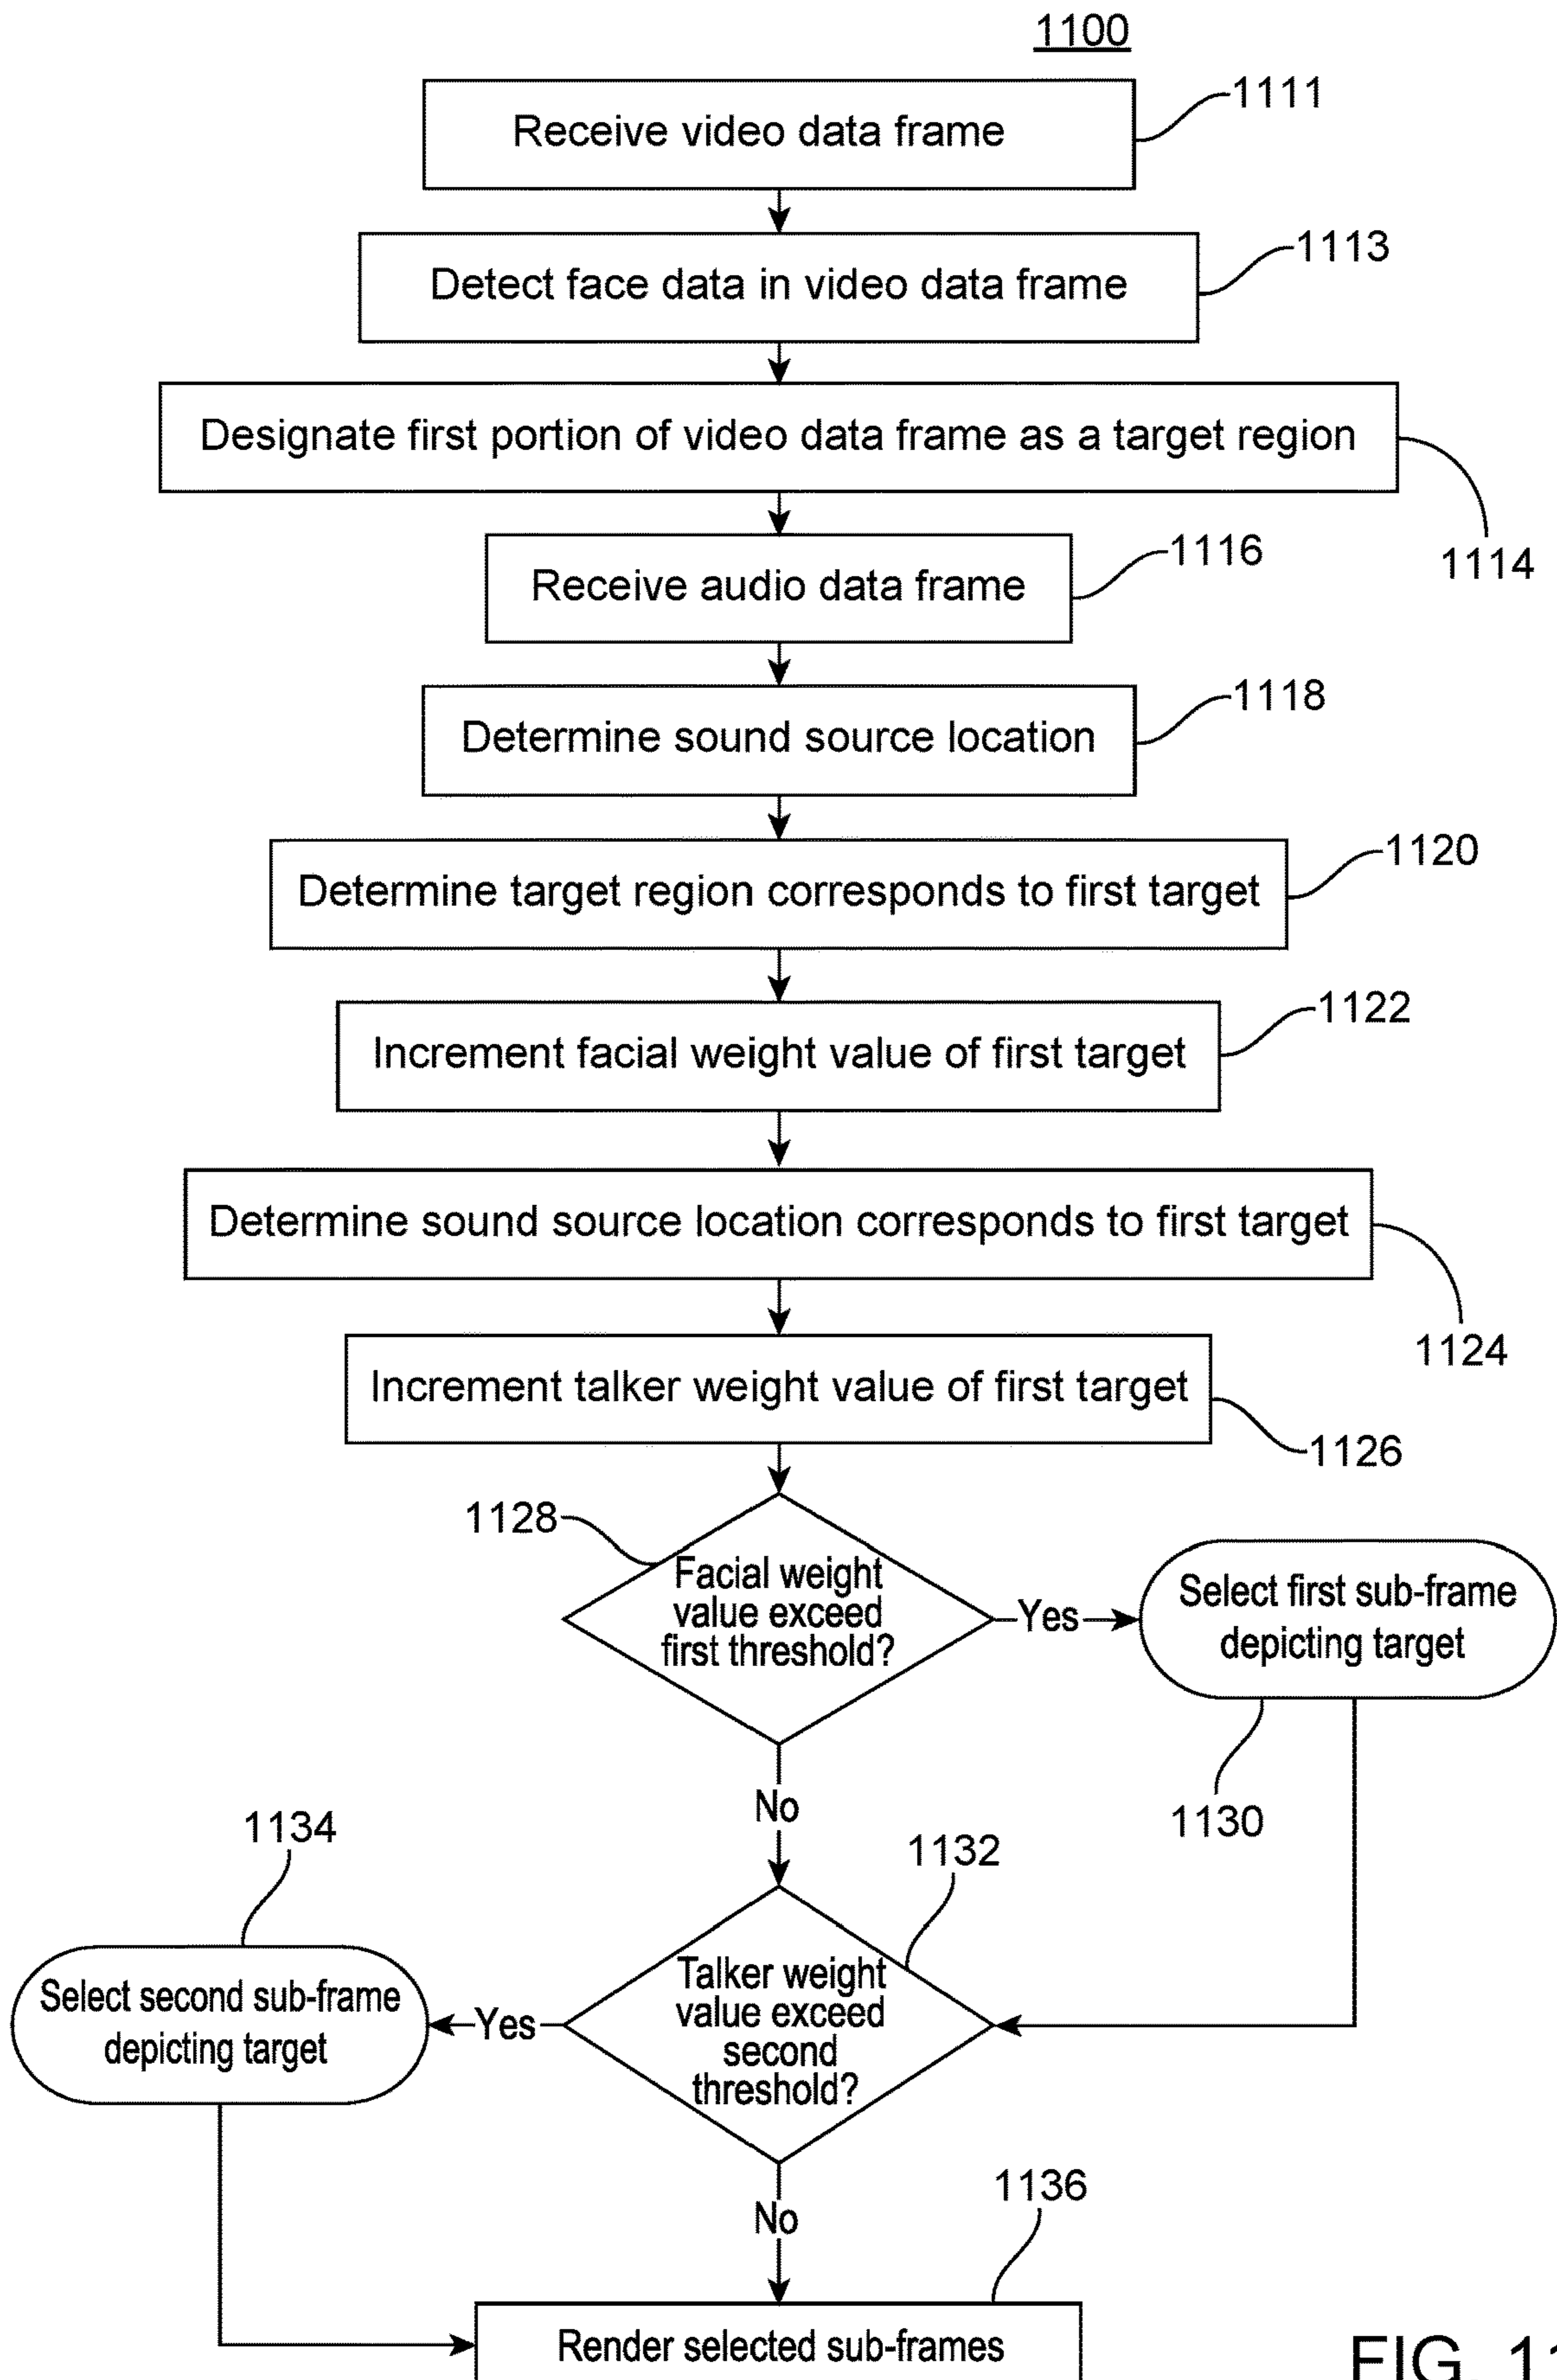 1100
Receive video data frame
1111
Detect face data in video data frame
1113
Designate first portion of video data frame as a target region
1114
Receive audio data frame
1116
Determine sound source location
1118
Determine target region corresponds to first target
1120
Increment facial weight value of first target
1122
Determine sound source location corresponds to first target
1124
Increment talker weight value of first target
1126
1128
Facial weight
value exceed
first threshold?
Yes
Select first sub-frame
depicting target
1130
No
1132
Talker weight
value exceed
second
threshold?
Yes
1134
Select second sub-frame
depicting target
No
1136
Render selected sub-frames
FIG. 11